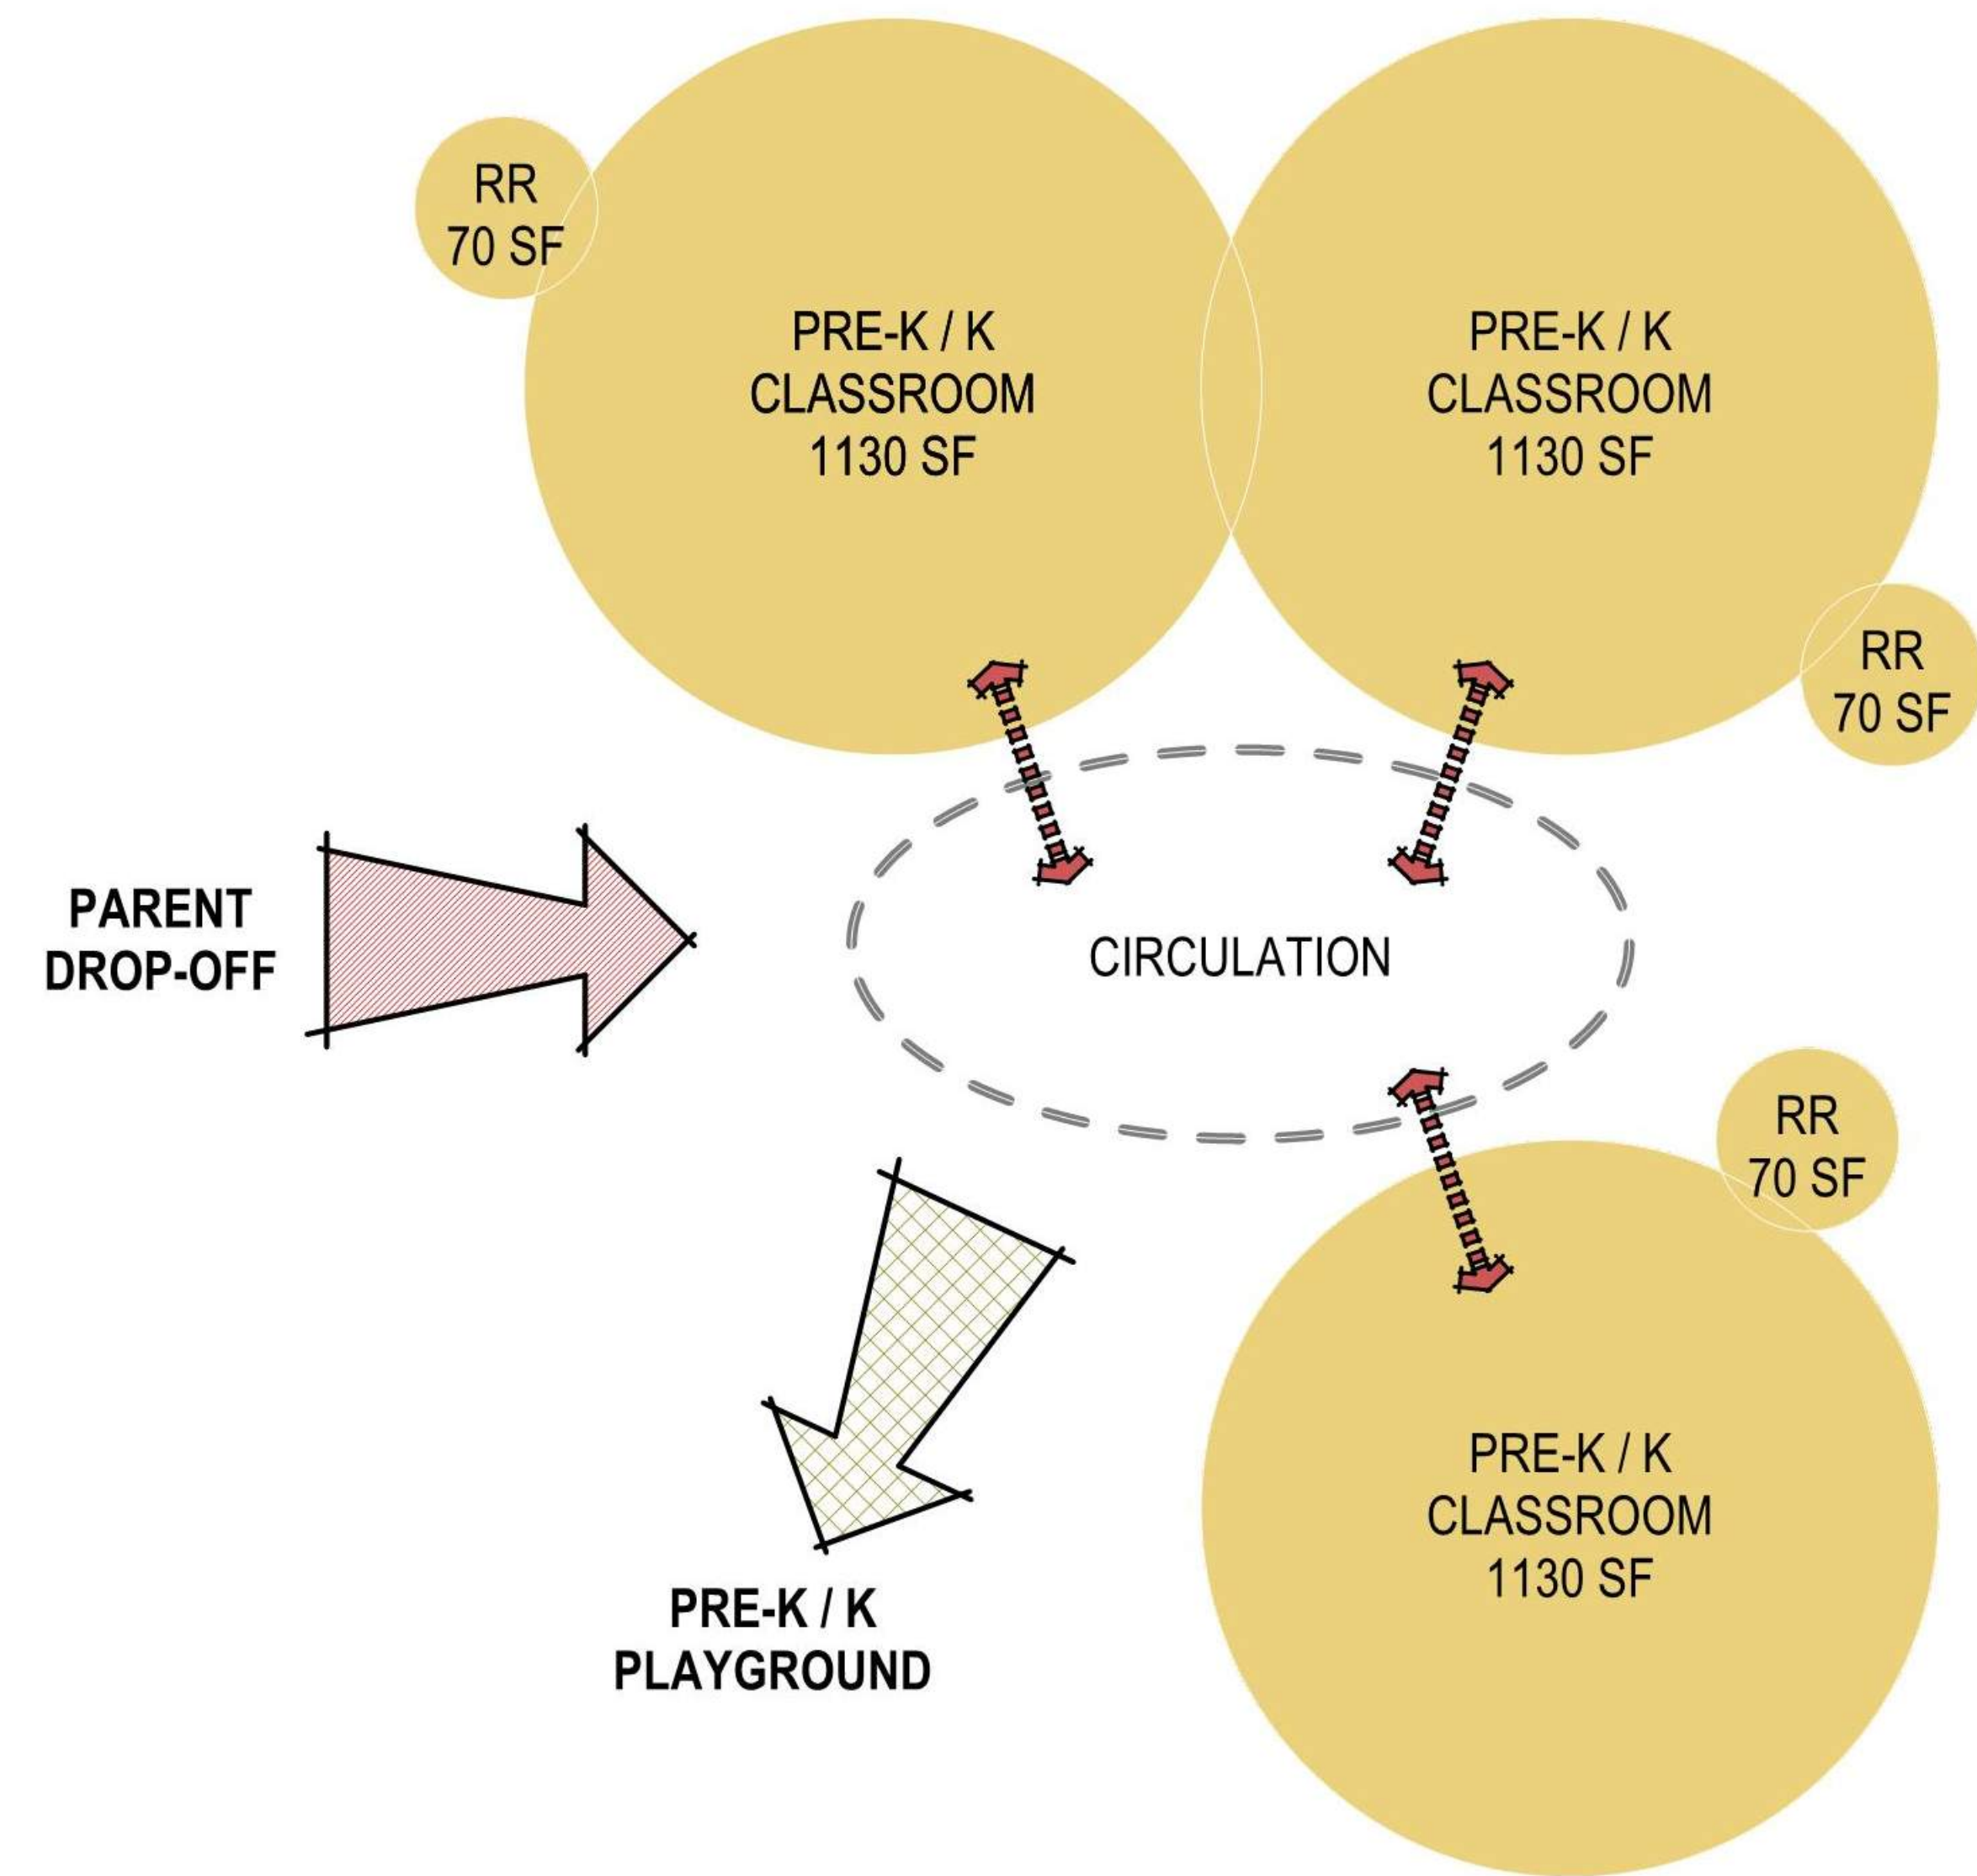 RR
70 SF
PRE-K / K
CLASSROOM
1130 SF
PRE-K / K
CLASSROOM
1130 SF
RR
70 SF
PARENT
DROP-OFF
CIRCULATION
RR
70 SF
PRE-K / K
CLASSROOM
1130 SF
PRE-K / K
PLAYGROUND